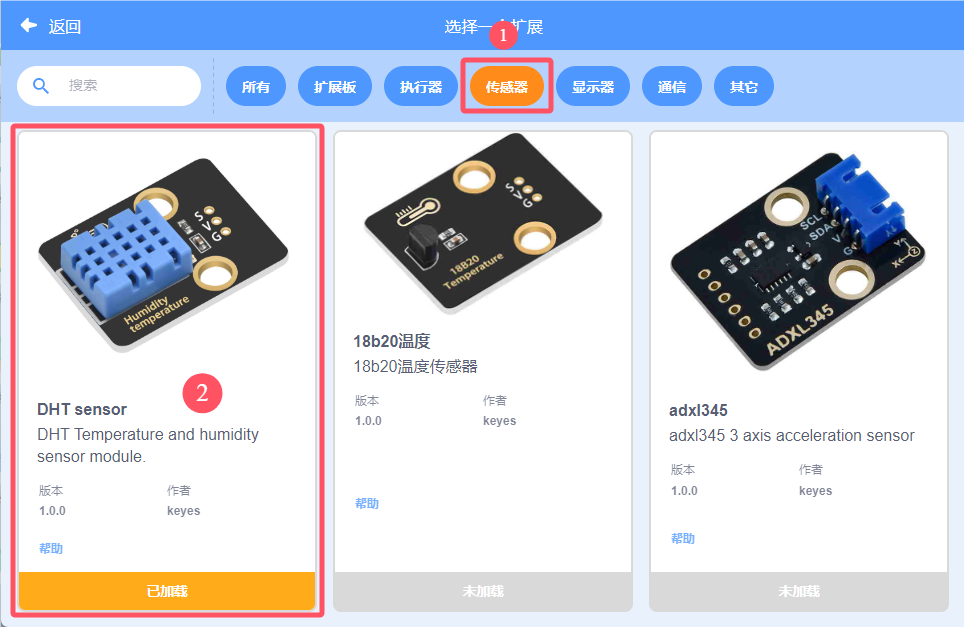 返回
选择一个扩展
1
搜索
所有
扩展板
执行器
传感器
显示器
通信
其它
S
V
G
Humidity
temperature
DHT sensor
2
DHT Temperature and humidity
sensor module.
版本
作者
1.0.0
keyes
帮助
已加载
S
V
G
18B20
Temperature
18b20温度
18b20温度传感器
版本
作者
1.0.0
keyes
帮助
未加载
SCL
SDA
V
G
Y
X
Z
ADXL345
adxl345
adxl345 3 axis acceleration sensor
版本
作者
1.0.0
keyes
帮助
未加载